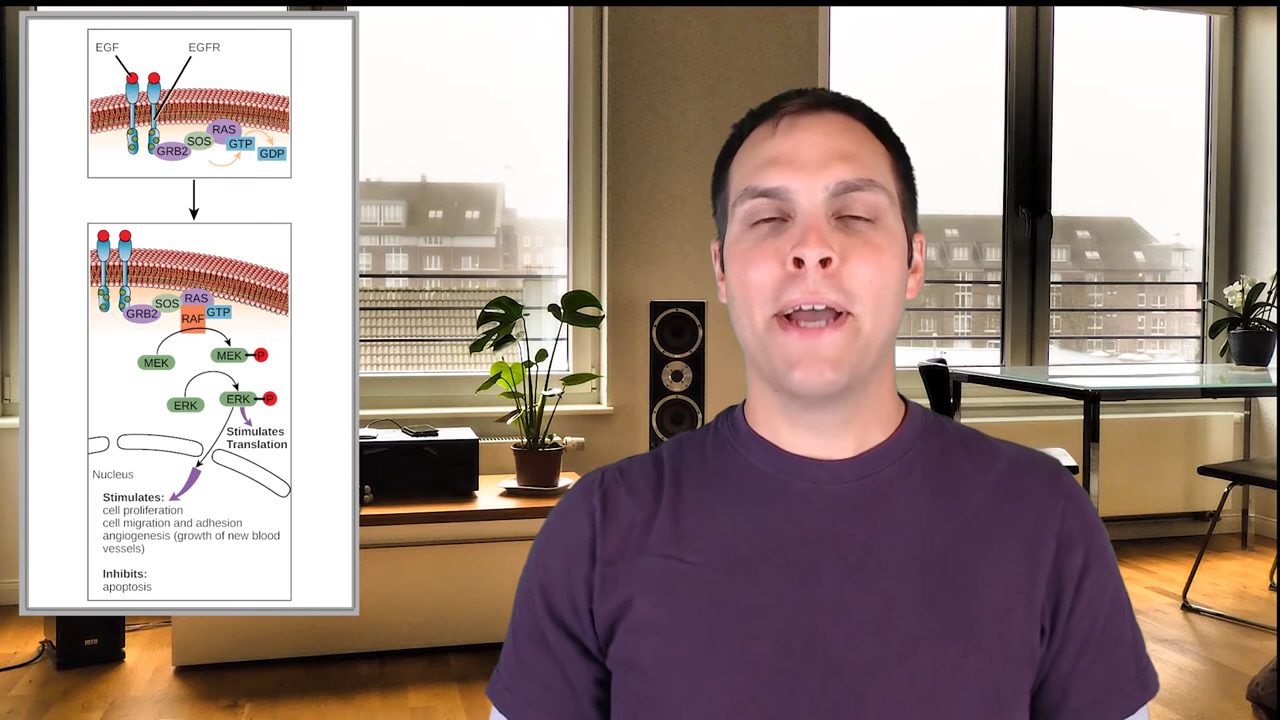 EGF EGFR
RAS
SOS
GTP
GRB2
GDP
RAS
SOS
GTP
GRB2
RAF
MEK MEK P
ERK ERK P
Stimulates
Translation
Nucleus
Stimulates:
cell proliferation
cell migration and adhesion
angiogenesis (growth of new blood
vessels)
Inhibits:
apoptosis